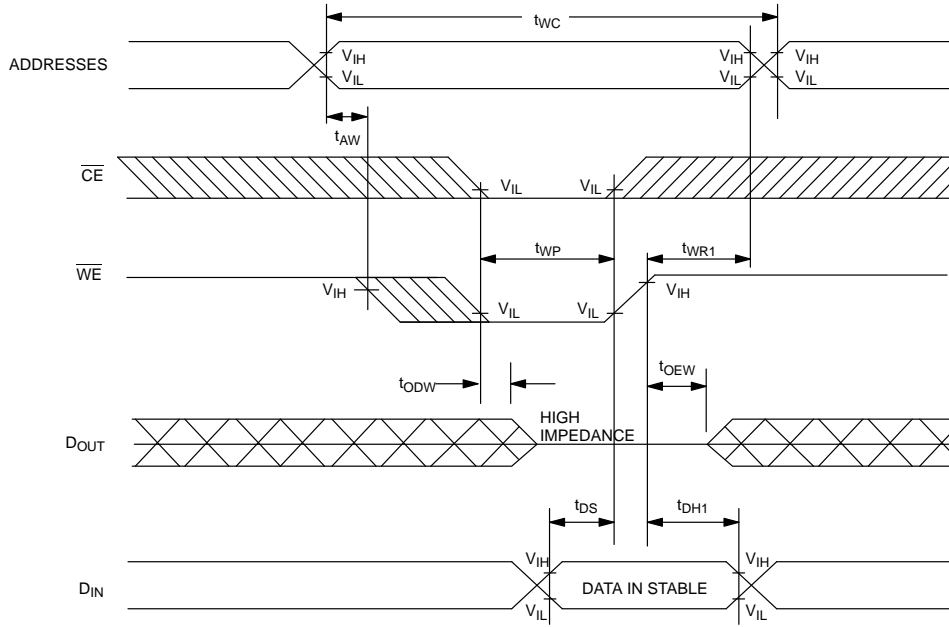 tWC
ADDRESSES
VIH
VIL
VIH
VIL
VIH
VIL
tAW
CE
VIL
VIL
tWP
tWR1
WE
VIH
VIL
VIL
VIH
tODW
tOEW
DOUT
HIGH
IMPEDANCE
tDS
tDH1
DIN
VIH
VIL
DATA IN STABLE
VIH
VIL